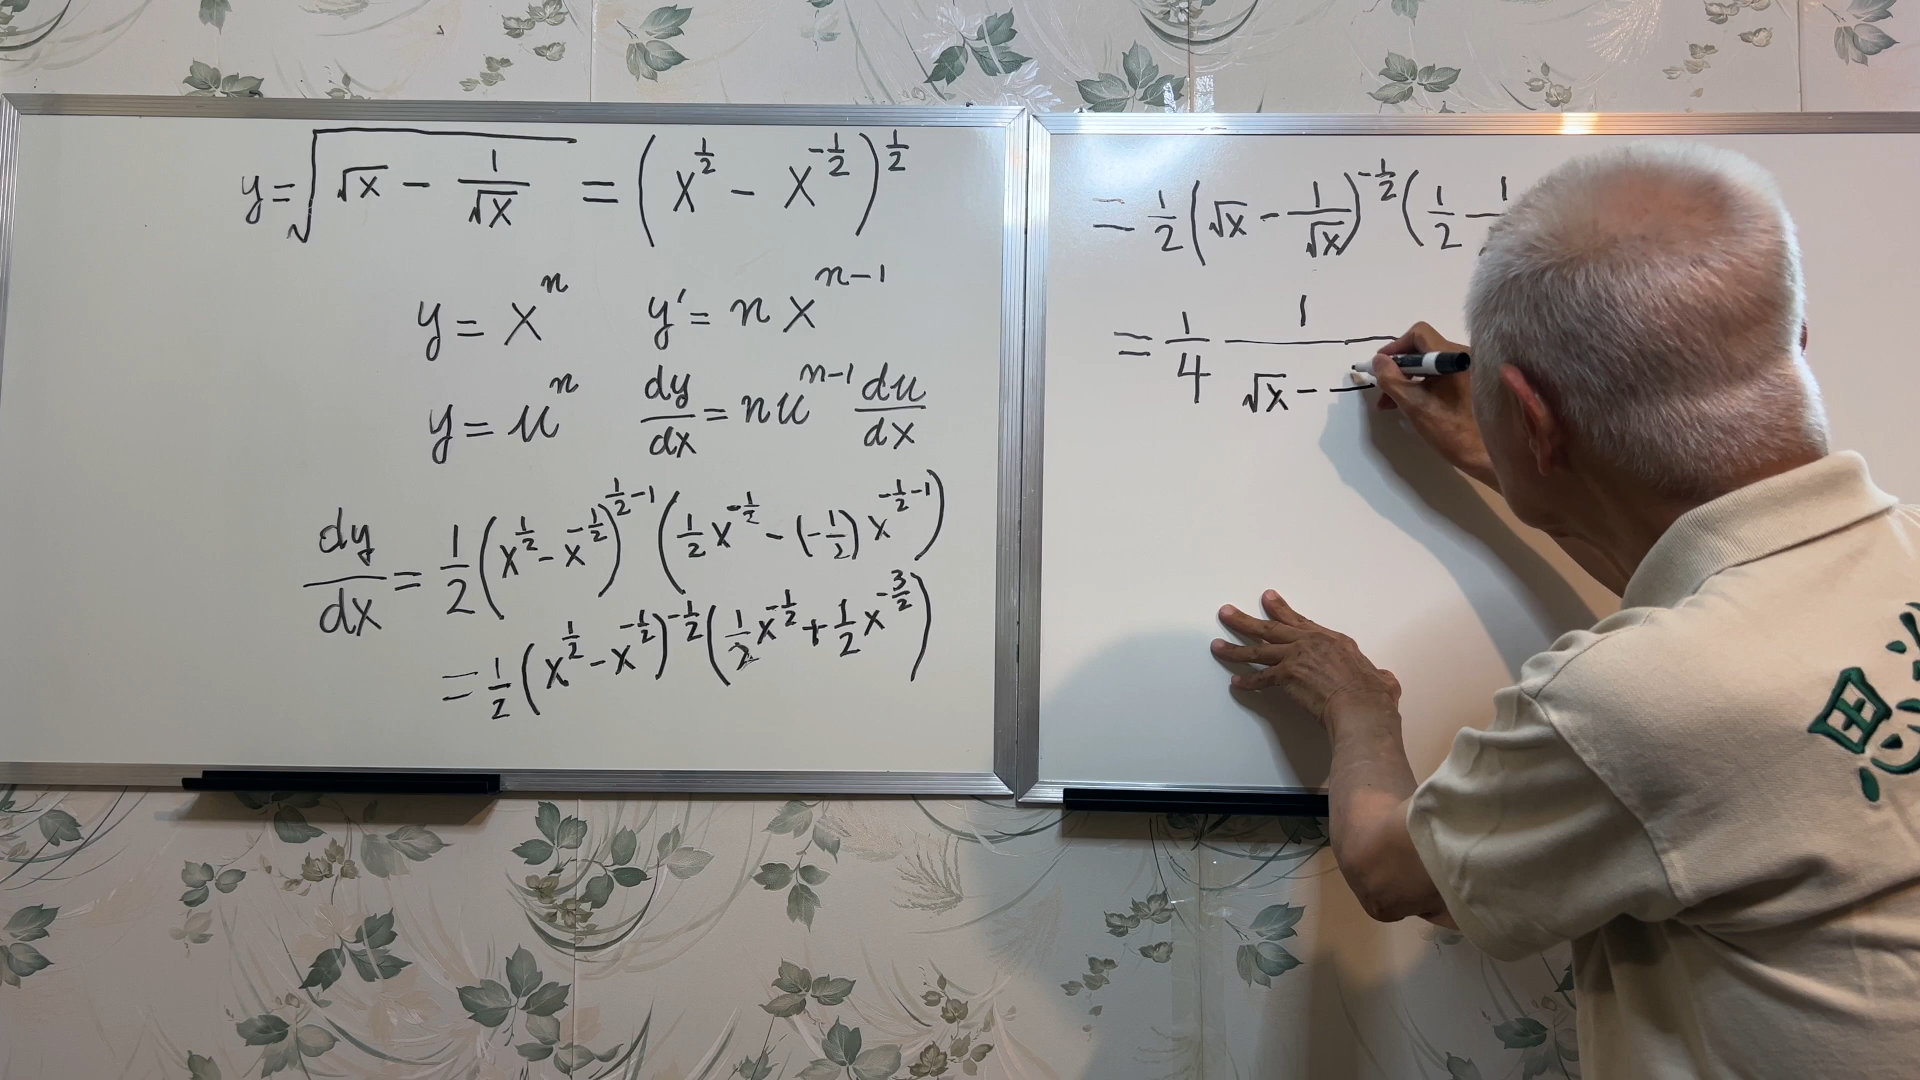 y = √(√x - 1/√x) = (x^(1/2) - x^(-1/2))^(1/2)
y = x^n y' = n x^(n-1)
y = u^n dy/dx = n u^(n-1) du/dx
dy/dx = 1/2 (x^(1/2) - x^(-1/2))^(1/2-1) (1/2 x^(-1/2) - (-1/2) x^(-1/2-1))
= 1/2 (x^(1/2) - x^(-1/2))^(-1/2) (1/2 x^(-1/2) + 1/2 x^(-3/2))
= 1/2 (√x - 1/√x)^(-1/2) (1/2 1
= 1/4 1/(√x -
思